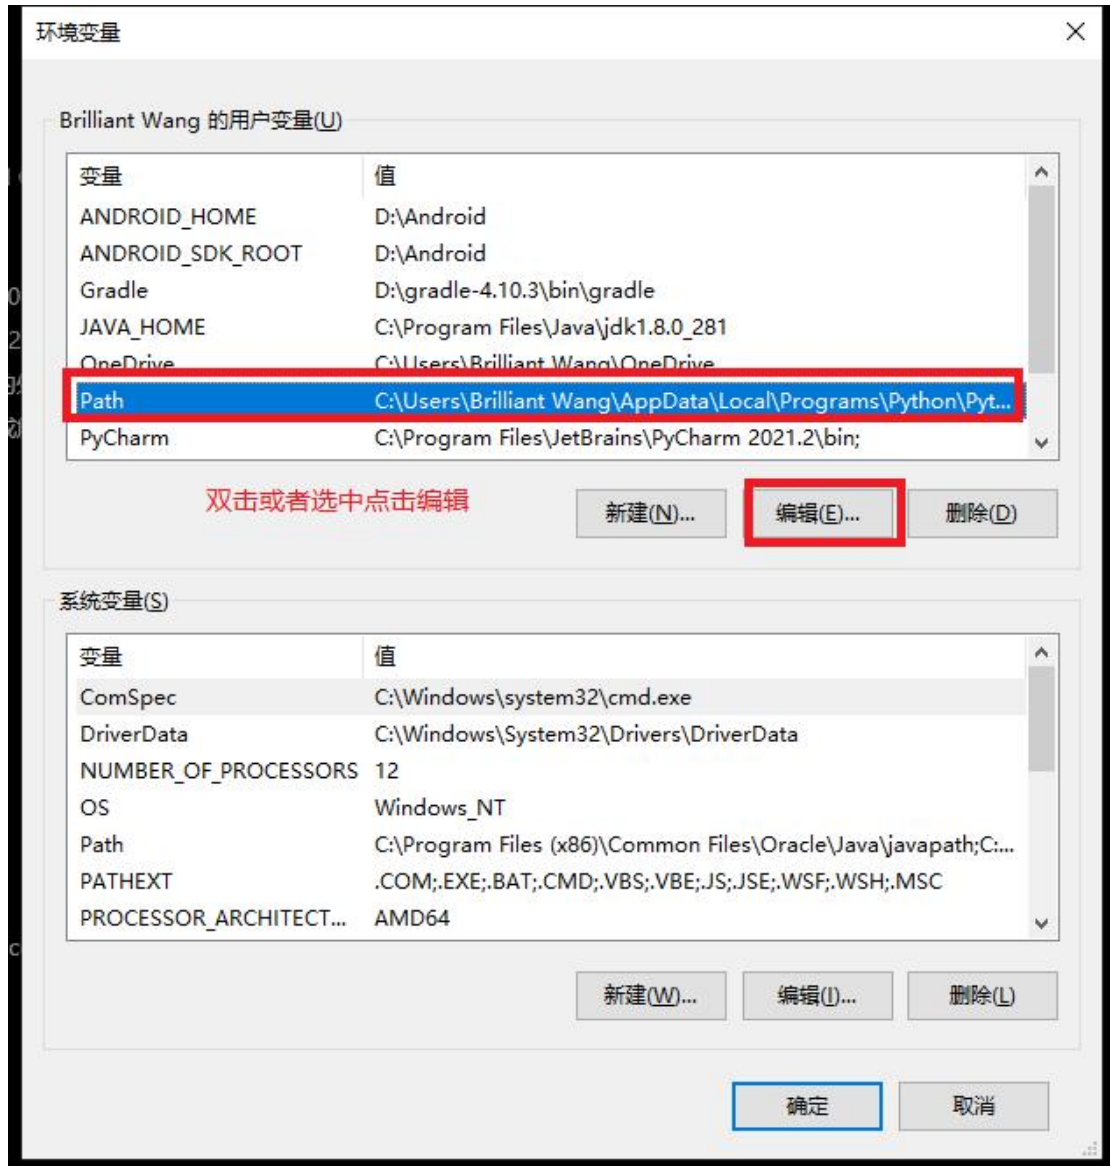 环境变量
Brilliant Wang 的用户变量(U)
变量 值
ANDROID_HOME D:\Android
ANDROID_SDK_ROOT D:\Android
Gradle D:\gradle-4.10.3\bin\gradle
JAVA_HOME C:\Program Files\Java\jdk1.8.0_281
OneDrive C:\Users\Brilliant Wang\OneDrive
Path C:\Users\Brilliant Wang\AppData\Local\Programs\Python\Pyt...
PyCharm C:\Program Files\JetBrains\PyCharm 2021.2\bin;
双击或者选中点击编辑
新建(N)... 编辑(E)... 删除(D)
系统变量(S)
变量 值
ComSpec C:\Windows\system32\cmd.exe
DriverData C:\Windows\System32\Drivers\DriverData
NUMBER_OF_PROCESSORS 12
OS Windows_NT
Path C:\Program Files (x86)\Common Files\Oracle\Java\javapath;C:...
PATHEXT .COM;.EXE;.BAT;.CMD;.VBS;.VBE;.JS;.JSE;.WSF;.WSH;.MSC
PROCESSOR_ARCHITECT... AMD64
新建(W)... 编辑(I)... 删除(L)
确定 取消